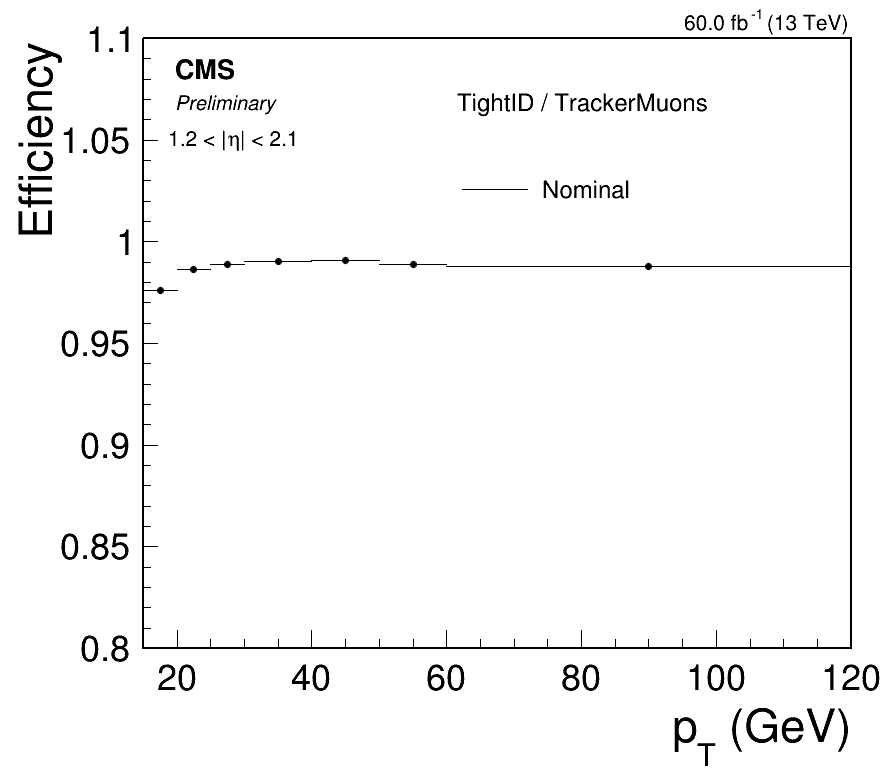 60.0 fb⁻¹ (13 TeV)
CMS
Preliminary
1.2 < |η| < 2.1
TightID / TrackerMuons
Nominal
Efficiency
1.1
1.05
1
0.95
0.9
0.85
0.8
20 40 60 80 100 120
p_T (GeV)